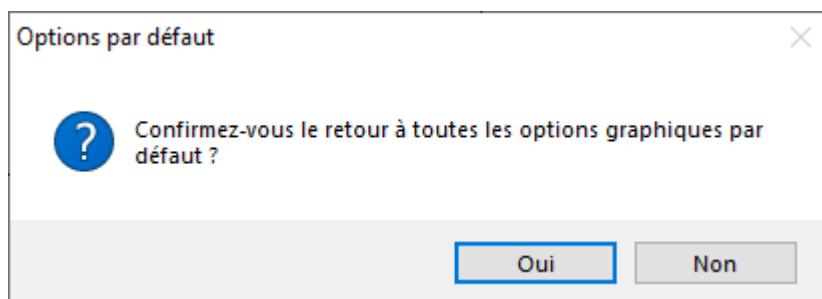 Options par défaut
Confirmez-vous le retour à toutes les options graphiques par
défaut ?
Oui
Non